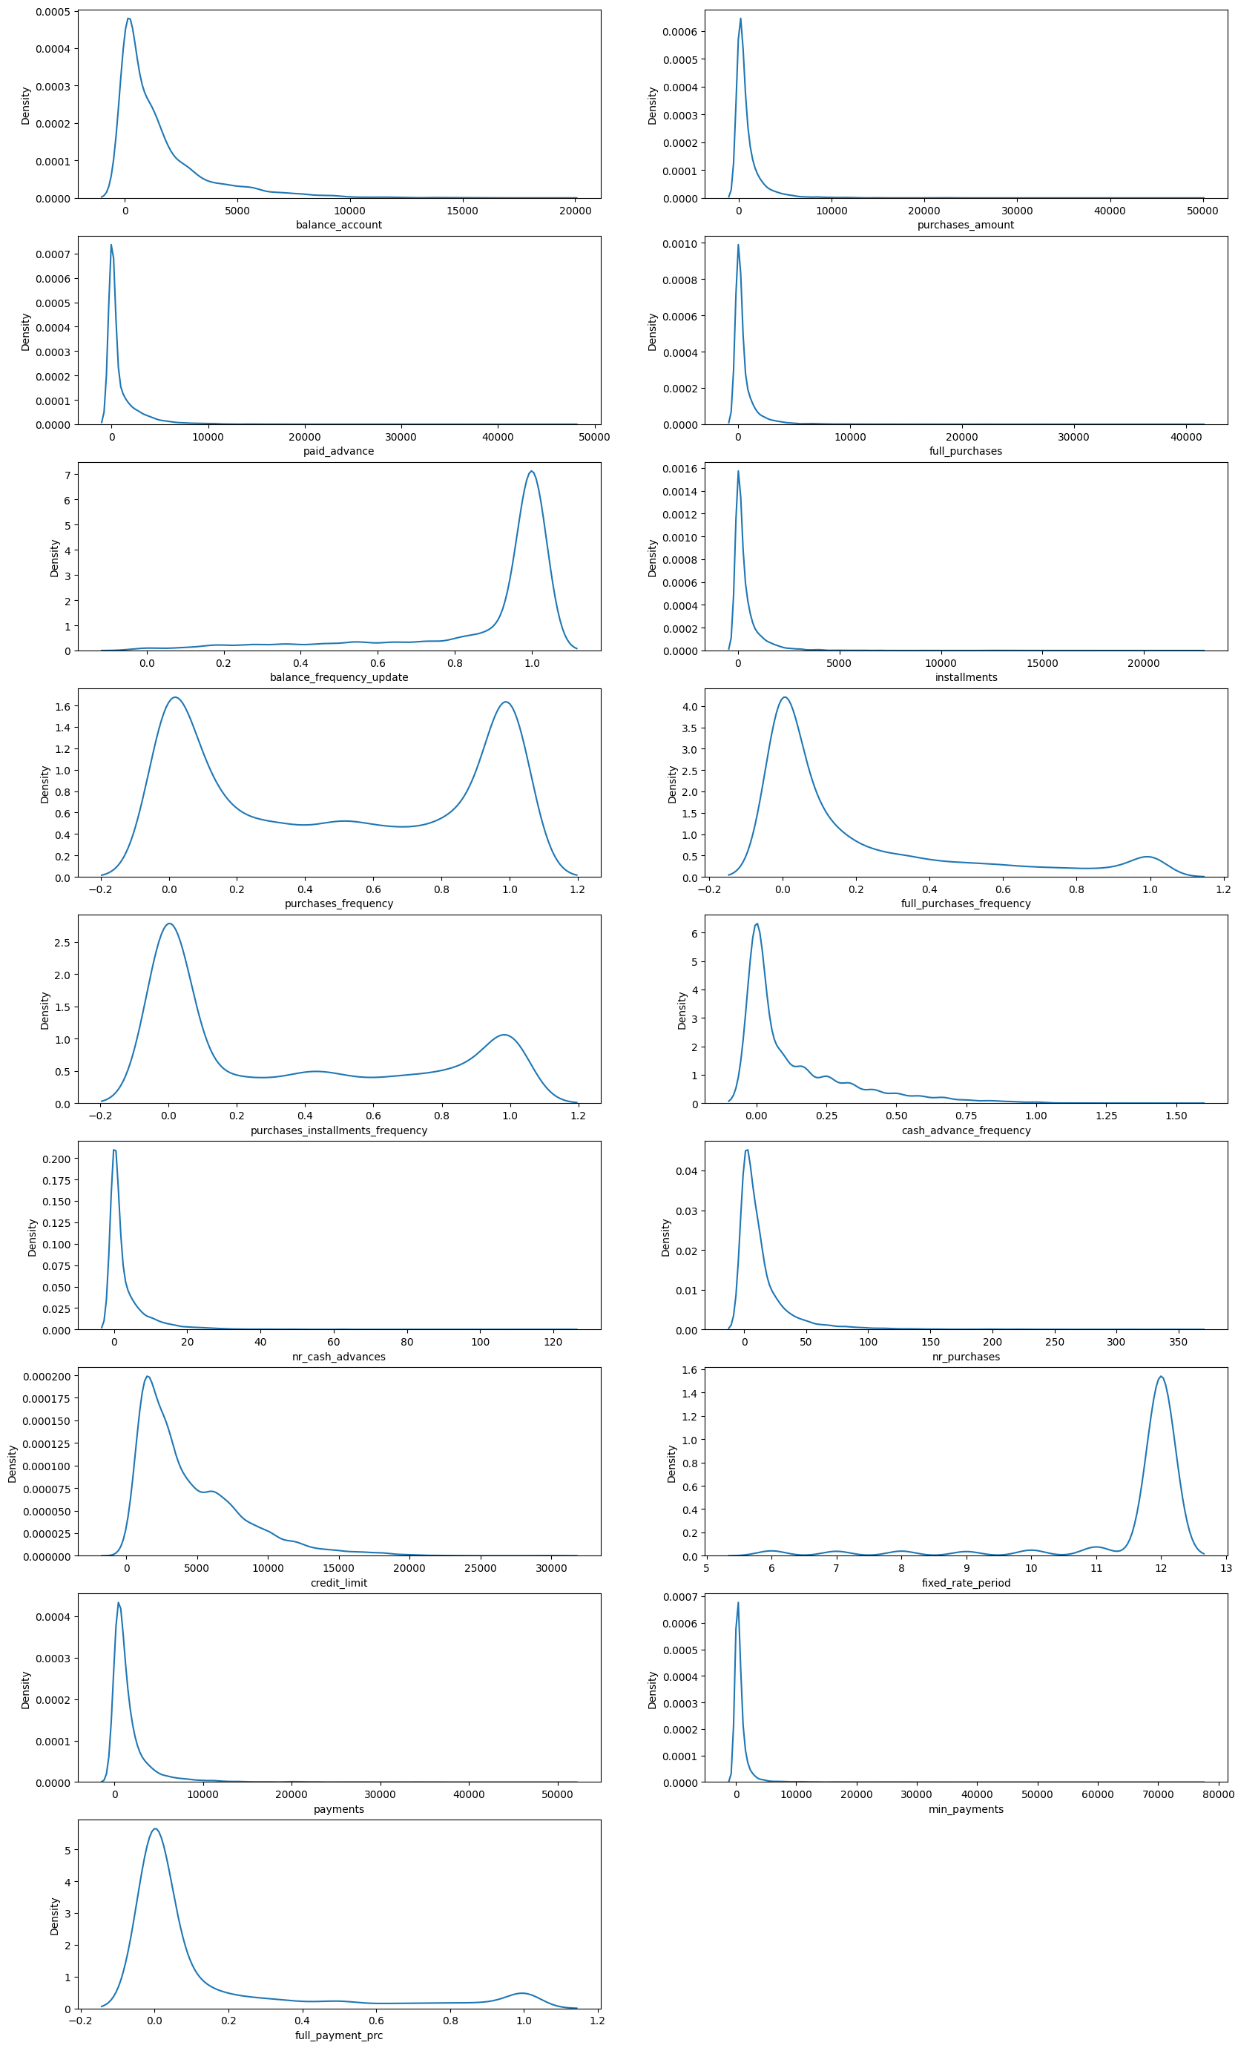 0.0005
0.0004
0.0003
0.0002
0.0001
0.0000
Density
0 5000 10000 15000 20000
balance_account
0.0006
0.0005
0.0004
0.0003
0.0002
0.0001
0.0000
Density
0 10000 20000 30000 40000 50000
purchases_amount
0.0007
0.0006
0.0005
0.0004
0.0003
0.0002
0.0001
0.0000
Density
0 10000 20000 30000 40000 50000
paid_advance
0.0010
0.0008
0.0006
0.0004
0.0002
0.0000
Density
0 10000 20000 30000 40000
full_purchases
7
6
5
4
3
2
1
0
Density
0.0 0.2 0.4 0.6 0.8 1.0
balance_frequency_update
0.0016
0.0014
0.0012
0.0010
0.0008
0.0006
0.0004
0.0002
0.0000
Density
0 5000 10000 15000 20000
installments
1.6
1.4
1.2
1.0
0.8
0.6
0.4
0.2
0.0
Density
−0.2 0.0 0.2 0.4 0.6 0.8 1.0 1.2
purchases_frequency
4.0
3.5
3.0
2.5
2.0
1.5
1.0
0.5
0.0
Density
−0.2 0.0 0.2 0.4 0.6 0.8 1.0 1.2
full_purchases_frequency
2.5
2.0
1.5
1.0
0.5
0.0
Density
−0.2 0.0 0.2 0.4 0.6 0.8 1.0 1.2
purchases_installments_frequency
6
5
4
3
2
1
0
Density
0.00 0.25 0.50 0.75 1.00 1.25 1.50
cash_advance_frequency
0.200
0.175
0.150
0.125
0.100
0.075
0.050
0.025
0.000
Density
0 20 40 60 80 100 120
nr_cash_advances
0.04
0.03
0.02
0.01
0.00
Density
0 50 100 150 200 250 300 350
nr_purchases
0.000200
0.000175
0.000150
0.000125
0.000100
0.000075
0.000050
0.000025
0.000000
Density
0 5000 10000 15000 20000 25000 30000
credit_limit
1.6
1.4
1.2
1.0
0.8
0.6
0.4
0.2
0.0
Density
5 6 7 8 9 10 11 12 13
fixed_rate_period
0.0004
0.0003
0.0002
0.0001
0.0000
Density
0 10000 20000 30000 40000 50000
payments
0.0007
0.0006
0.0005
0.0004
0.0003
0.0002
0.0001
0.0000
Density
0 10000 20000 30000 40000 50000 60000 70000 80000
min_payments
5
4
3
2
1
0
Density
−0.2 0.0 0.2 0.4 0.6 0.8 1.0 1.2
full_payment_prc